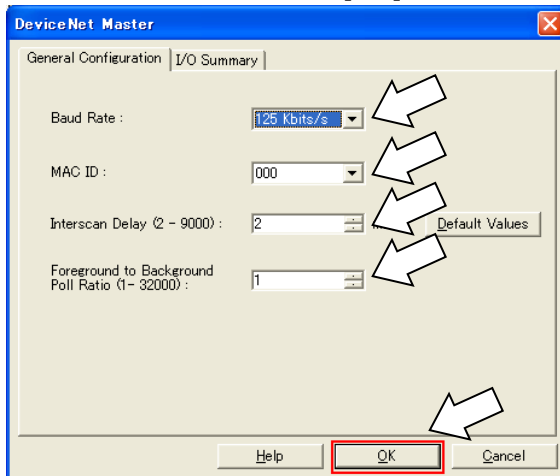 DeviceNet Master
General Configuration I/O Summary
Baud Rate : 125 Kbits/s
MAC ID : 000
Interscan Delay (2 - 9000) : 2 Default Values
Foreground to Background
Poll Ratio (1- 32000) : 1
Help OK Cancel